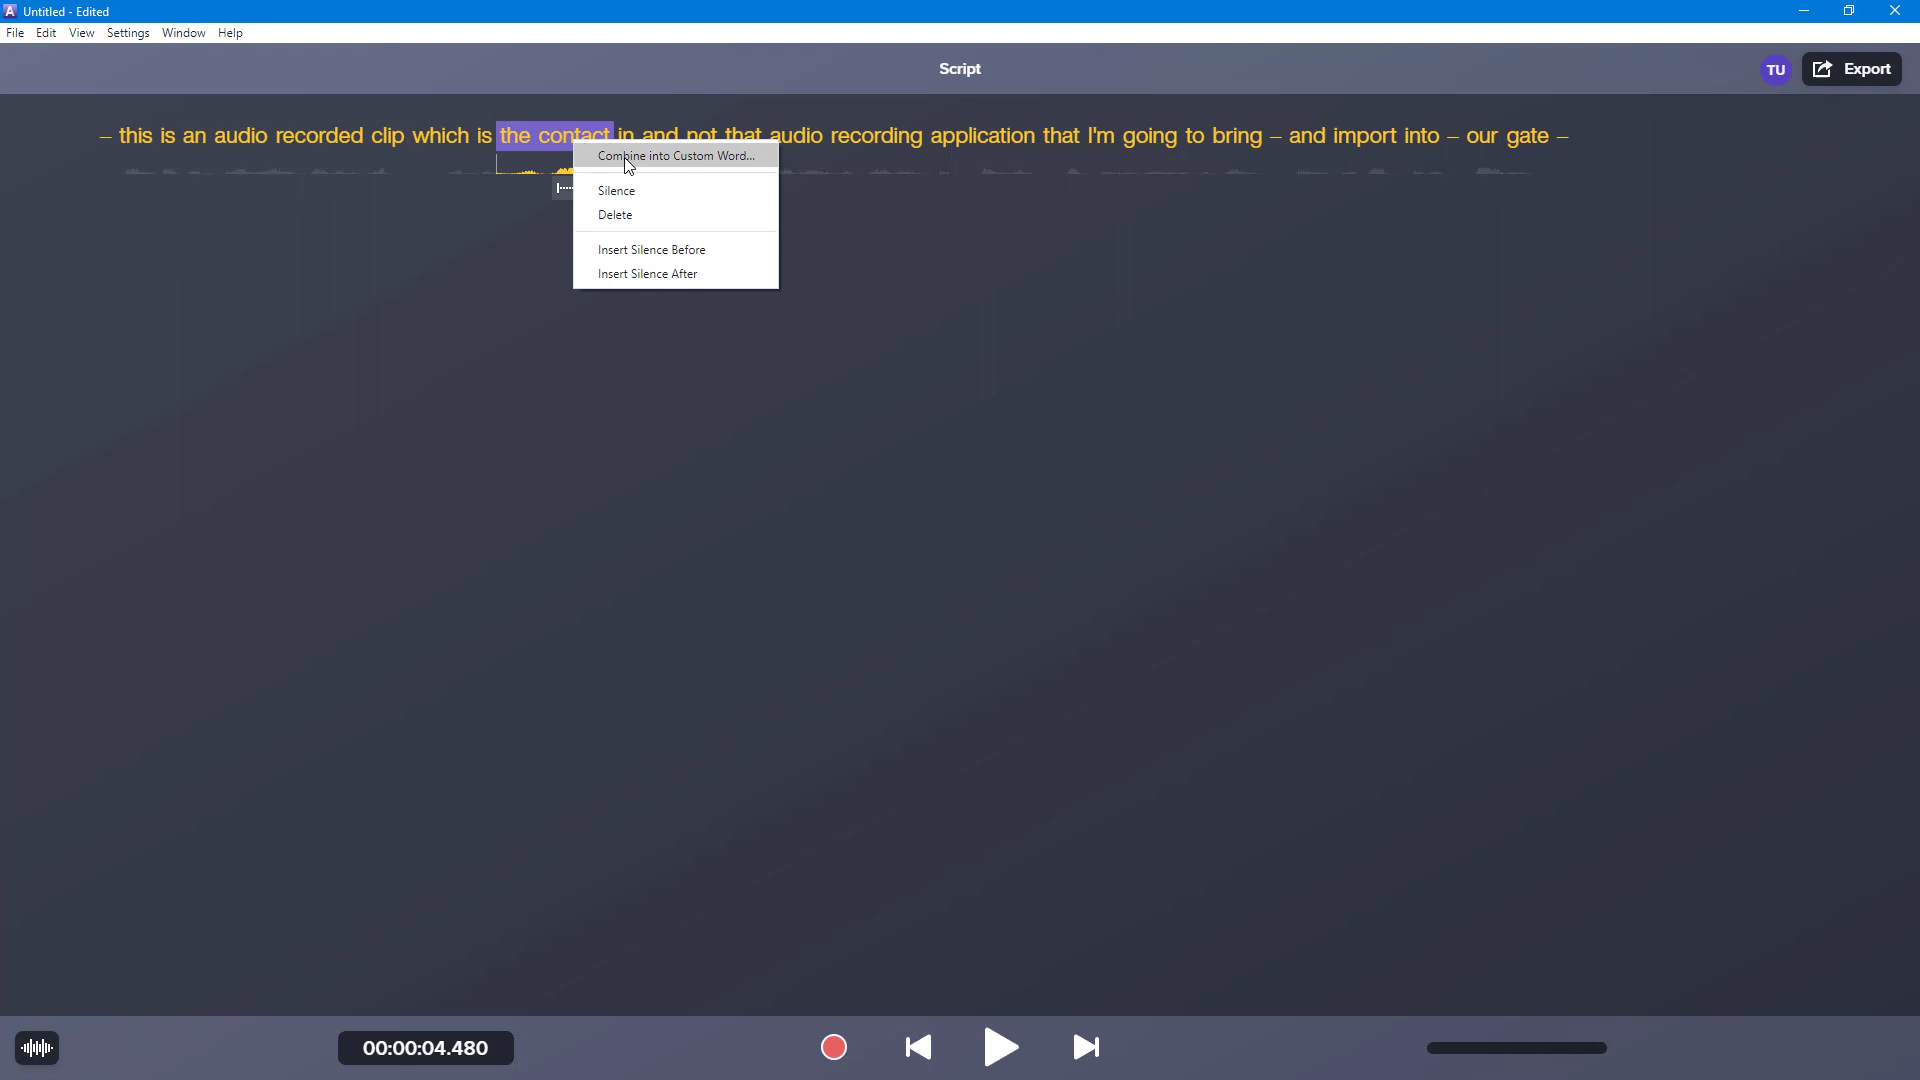 Untitled - Edited
File Edit View Settings Window Help
Script
TU
Export
– this is an audio recorded clip which is the contact in and not that audio recording application that I'm going to bring – and import into – our gate –
Combine into Custom Word...
Silence
Delete
Insert Silence Before
Insert Silence After
00:00:04.480